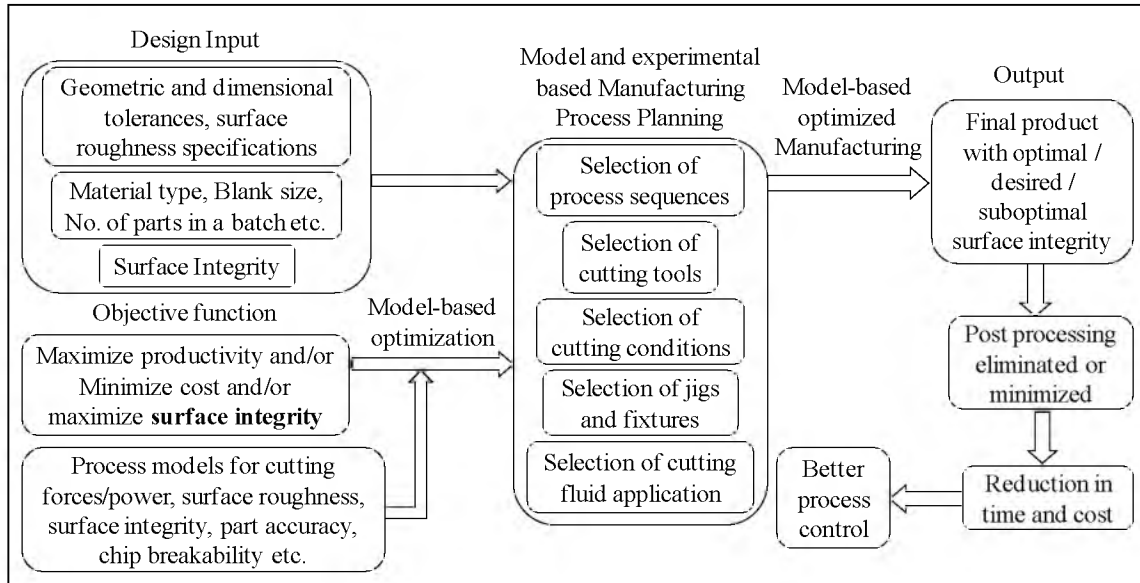 Design Input
Geometric and dimensional
tolerances, surface
roughness specifications
Material type, Blank size,
No. of parts in a batch etc.
Surface Integrity
Objective function
Maximize productivity and/or
Minimize cost and/or
maximize surface integrity
Process models for cutting
forces/power, surface roughness,
surface integrity, part accuracy,
chip breakability etc.
Model-based
optimization
Model and experimental
based Manufacturing
Process Planning
Selection of
process sequences
Selection of
cutting tools
Selection of
cutting conditions
Selection of jigs
and fixtures
Selection of cutting
fluid application
Model-based
optimized
Manufacturing
Output
Final product
with optimal /
desired /
suboptimal
surface integrity
Post processing
eliminated or
minimized
Reduction in
time and cost
Better
process
control